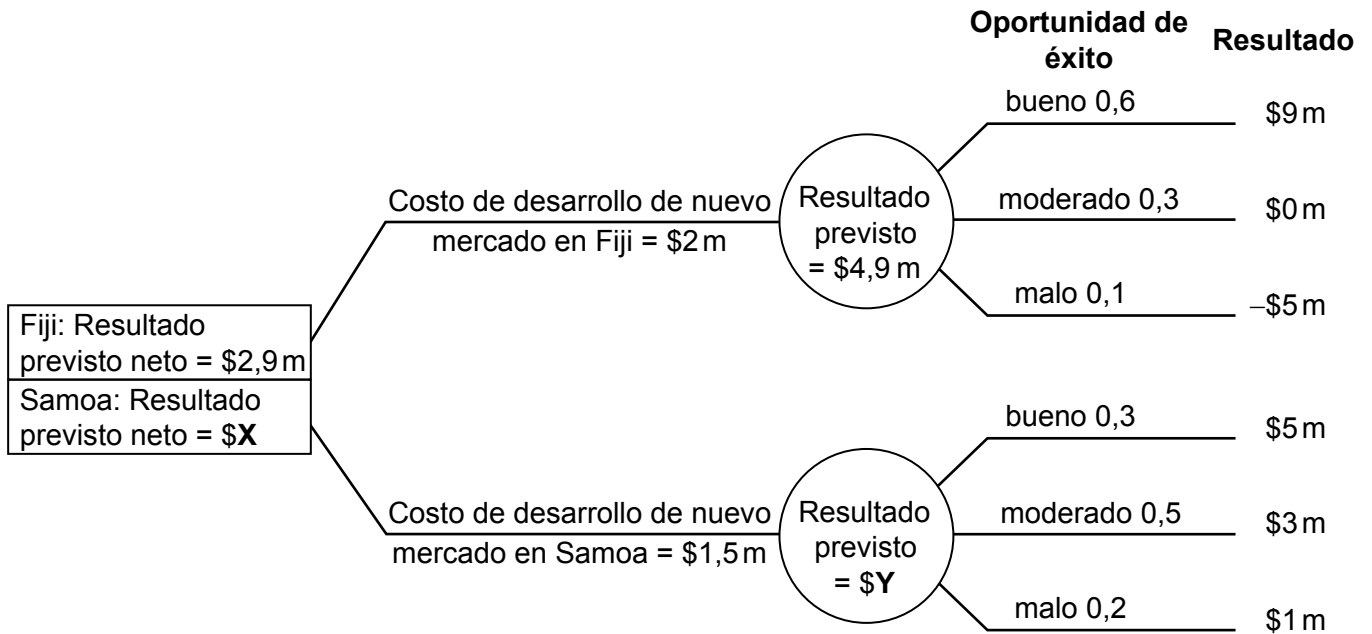 Oportunidad de
éxito
Resultado
bueno 0,6
$9 m
Costo de desarrollo de nuevo
mercado en Fiji = $2 m
Resultado
previsto
= $4,9 m
moderado 0,3
$0 m
malo 0,1
–$5 m
Fiji: Resultado
previsto neto = $2,9 m
Samoa: Resultado
previsto neto = $X
bueno 0,3
$5 m
Costo de desarrollo de nuevo
mercado en Samoa = $1,5 m
Resultado
previsto
= $Y
moderado 0,5
$3 m
malo 0,2
$1 m